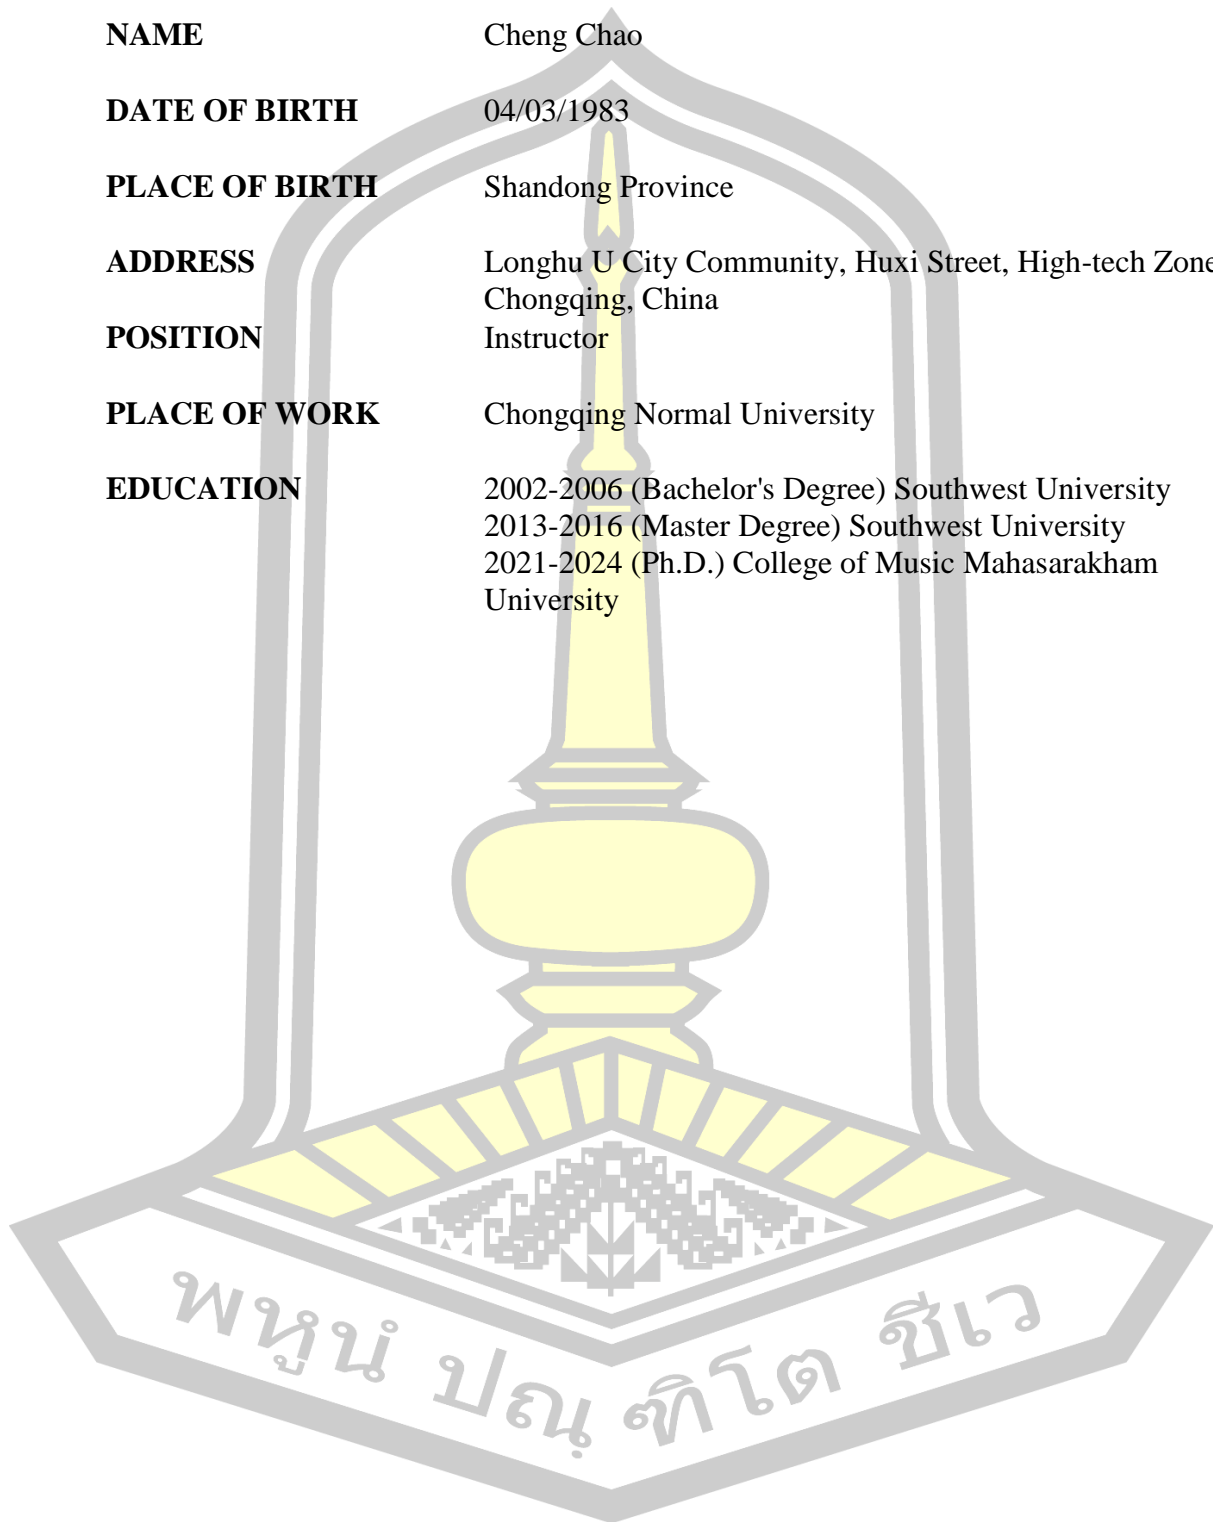 NAME Cheng Chao
DATE OF BIRTH 04/03/1983
PLACE OF BIRTH Shandong Province
ADDRESS Longhu U City Community, Huxi Street, High-tech Zone
Chongqing, China
POSITION Instructor
PLACE OF WORK Chongqing Normal University
EDUCATION 2002-2006 (Bachelor's Degree) Southwest University
2013-2016 (Master Degree) Southwest University
2021-2024 (Ph.D.) College of Music Mahasarakham
University
พหูนํ ปณฺ ฑิโต ชีเว